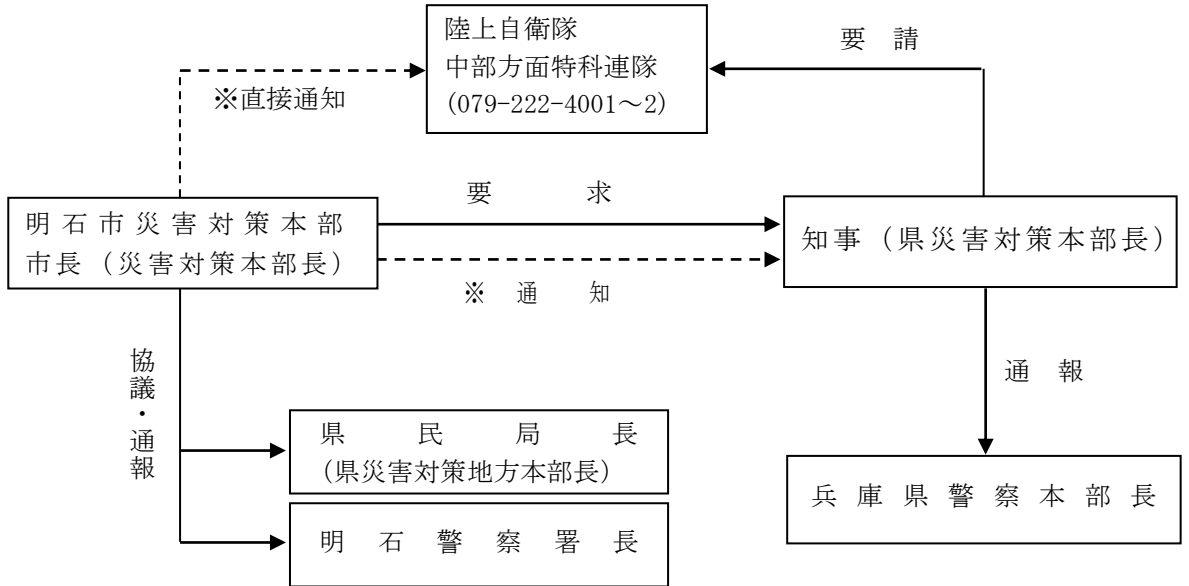 陸上自衛隊
中部方面特科連隊
(079-222-4001～2)
要請
※直接通知
要求
明石市災害対策本部
市長（災害対策本部長）
知事（県災害対策本部長）
※ 通知
協議・通報
通報
県民局長
（県災害対策地方本部長）
兵庫県警察本部長
明石警察署長